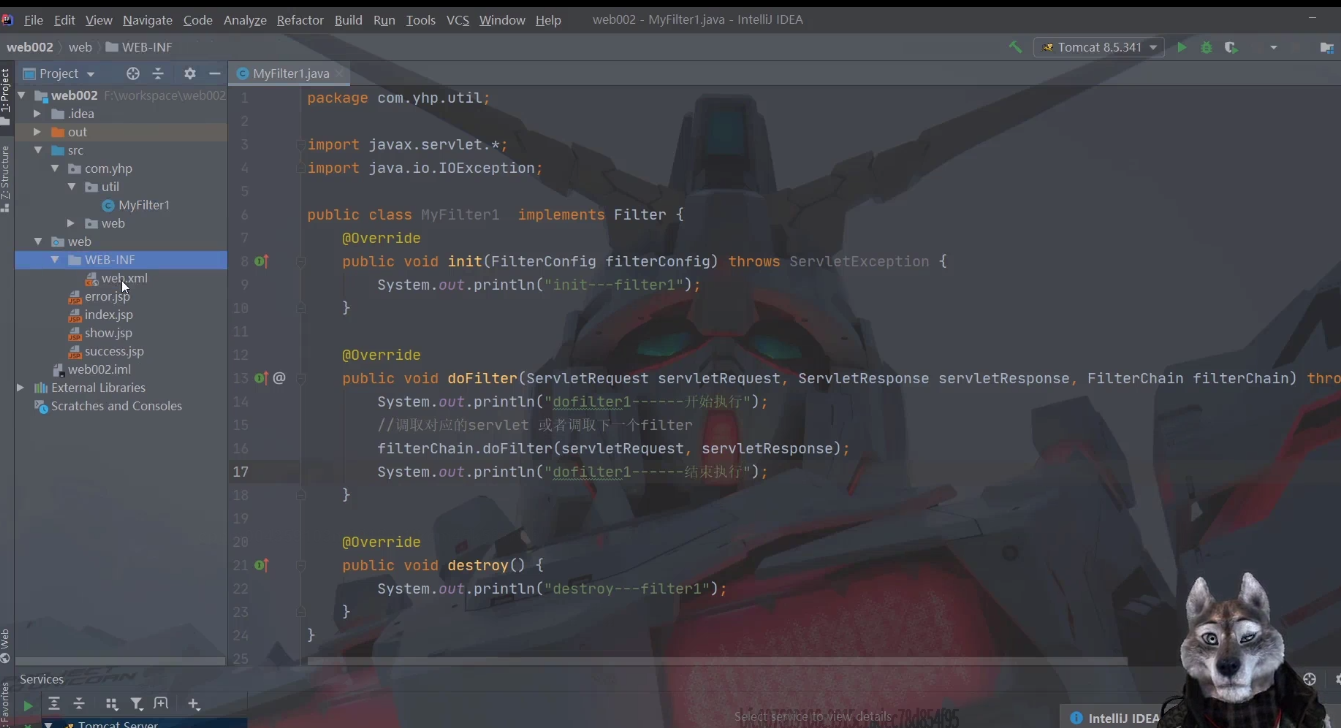 File Edit View Navigate Code Analyze Refactor Build Run Tools VCS Window Help web002 - MyFilter1.java - IntelliJ IDEA
web002 web WEB-INF Tomcat 8.5.341
1: Project
Project
MyFilter1.java
web002 F:\workspace\web002
.idea
out
src
com.yhp
util
MyFilter1
web
web
WEB-INF
web.xml
error.jsp
index.jsp
show.jsp
success.jsp
web002.iml
External Libraries
Scratches and Consoles
Z: Structure
Web
Favorites
1 package com.yhp.util;
2
3 import javax.servlet.*;
4 import java.io.IOException;
5
6 public class MyFilter1 implements Filter {
7 @Override
8 public void init(FilterConfig filterConfig) throws ServletException {
9 System.out.println("init---filter1");
10 }
11
12 @Override
13 public void doFilter(ServletRequest servletRequest, ServletResponse servletResponse, FilterChain filterChain) thro
14 System.out.println("dofilter1------开始执行");
15 //调取对应的servlet 或者调取下一个filter
16 filterChain.doFilter(servletRequest, servletResponse);
17 System.out.println("dofilter1------结束执行");
18 }
19
20 @Override
21 public void destroy() {
22 System.out.println("destroy---filter1");
23 }
24 }
25
Services
Tomcat Server
Select service to view details
IntelliJ IDEA